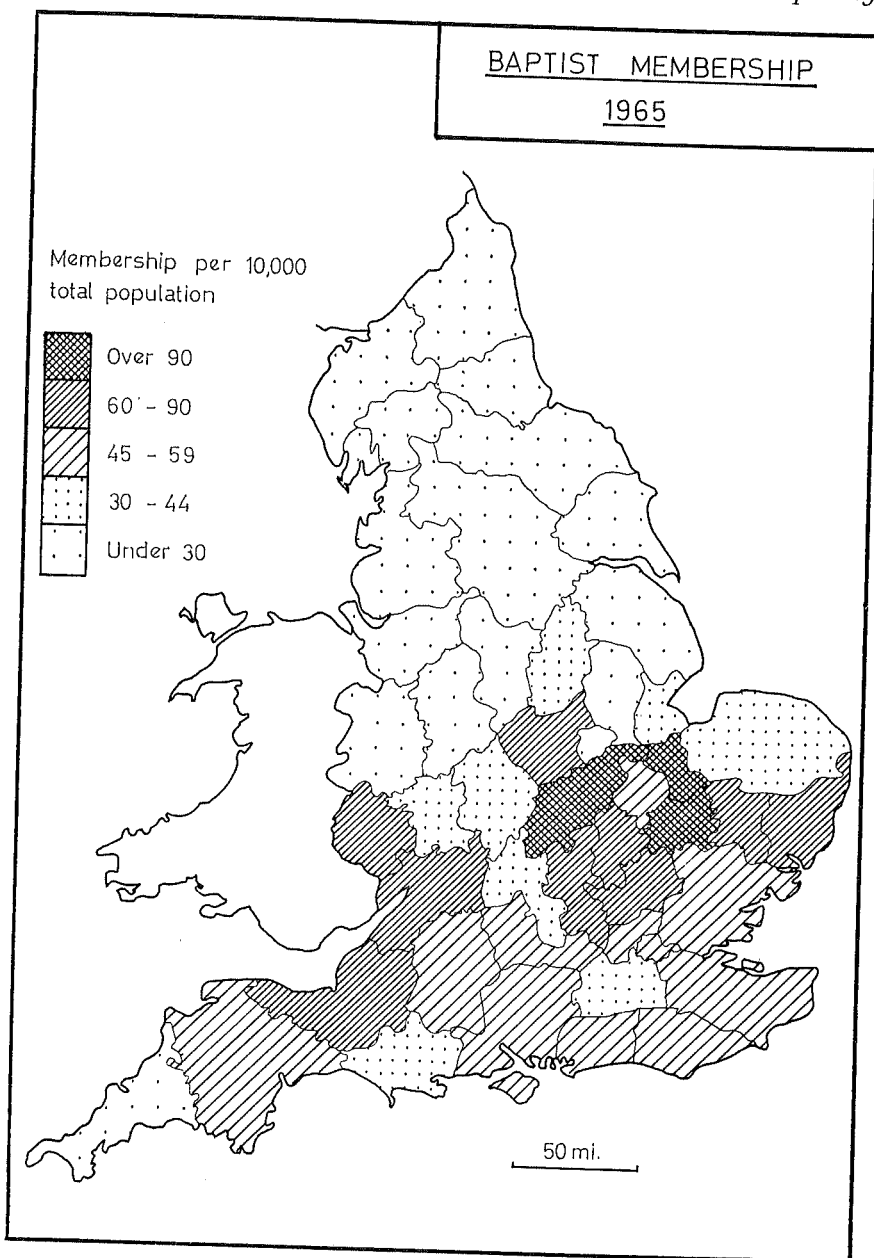 BAPTIST MEMBERSHIP
1965
Membership per 10,000
total population
Over 90
60 - 90
45 - 59
30 - 44
Under 30
50 mi.